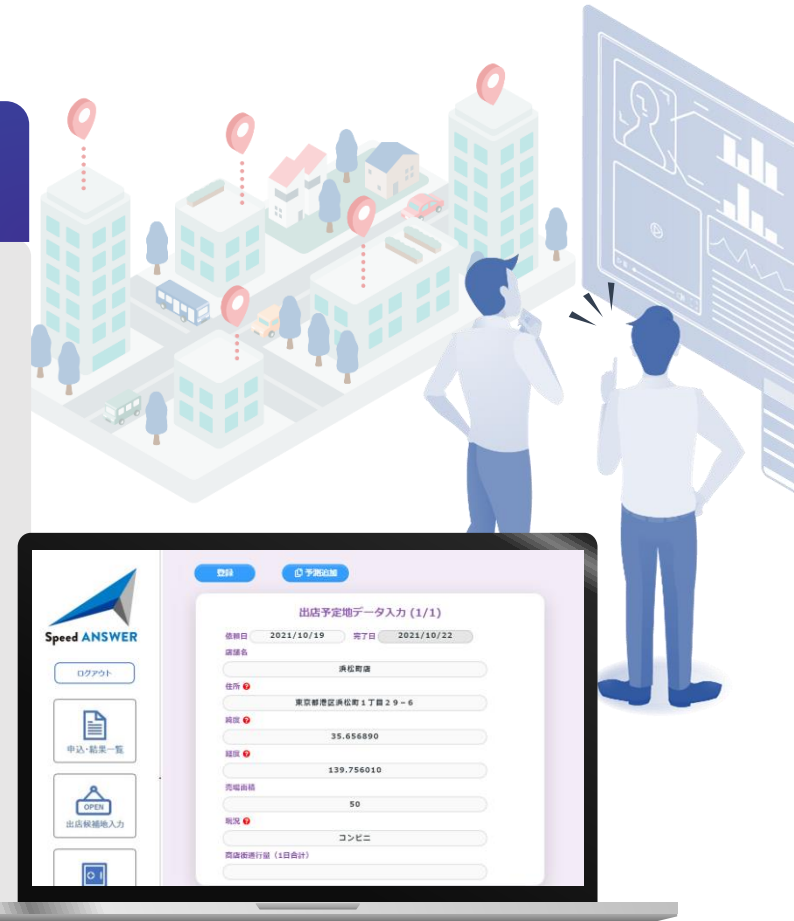 登録
予測追加
出店予定地データ入力 (1/1)
依頼日 2021/10/19 完了日 2021/10/22
店舗名
浜松町店
住所 ?
東京都港区浜松町1丁目29-6
緯度 ?
35.656890
経度 ?
139.756010
売場面積
50
現況 ?
コンビニ
商店街通行量（1日合計）
Speed ANSWER
ログアウト
申込・結果一覧
OPEN
出店候補地入力